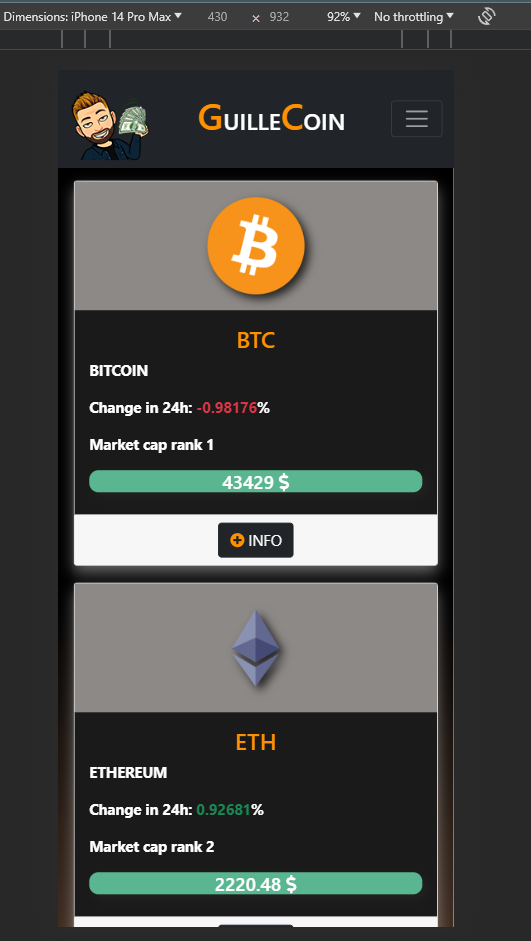 Dimensions: iPhone 14 Pro Max 430 × 932 92% No throttling
GuilleCoin
BTC
BITCOIN
Change in 24h: -0.98176%
Market cap rank 1
43429 $
INFO
ETH
ETHEREUM
Change in 24h: 0.92681%
Market cap rank 2
2220.48 $